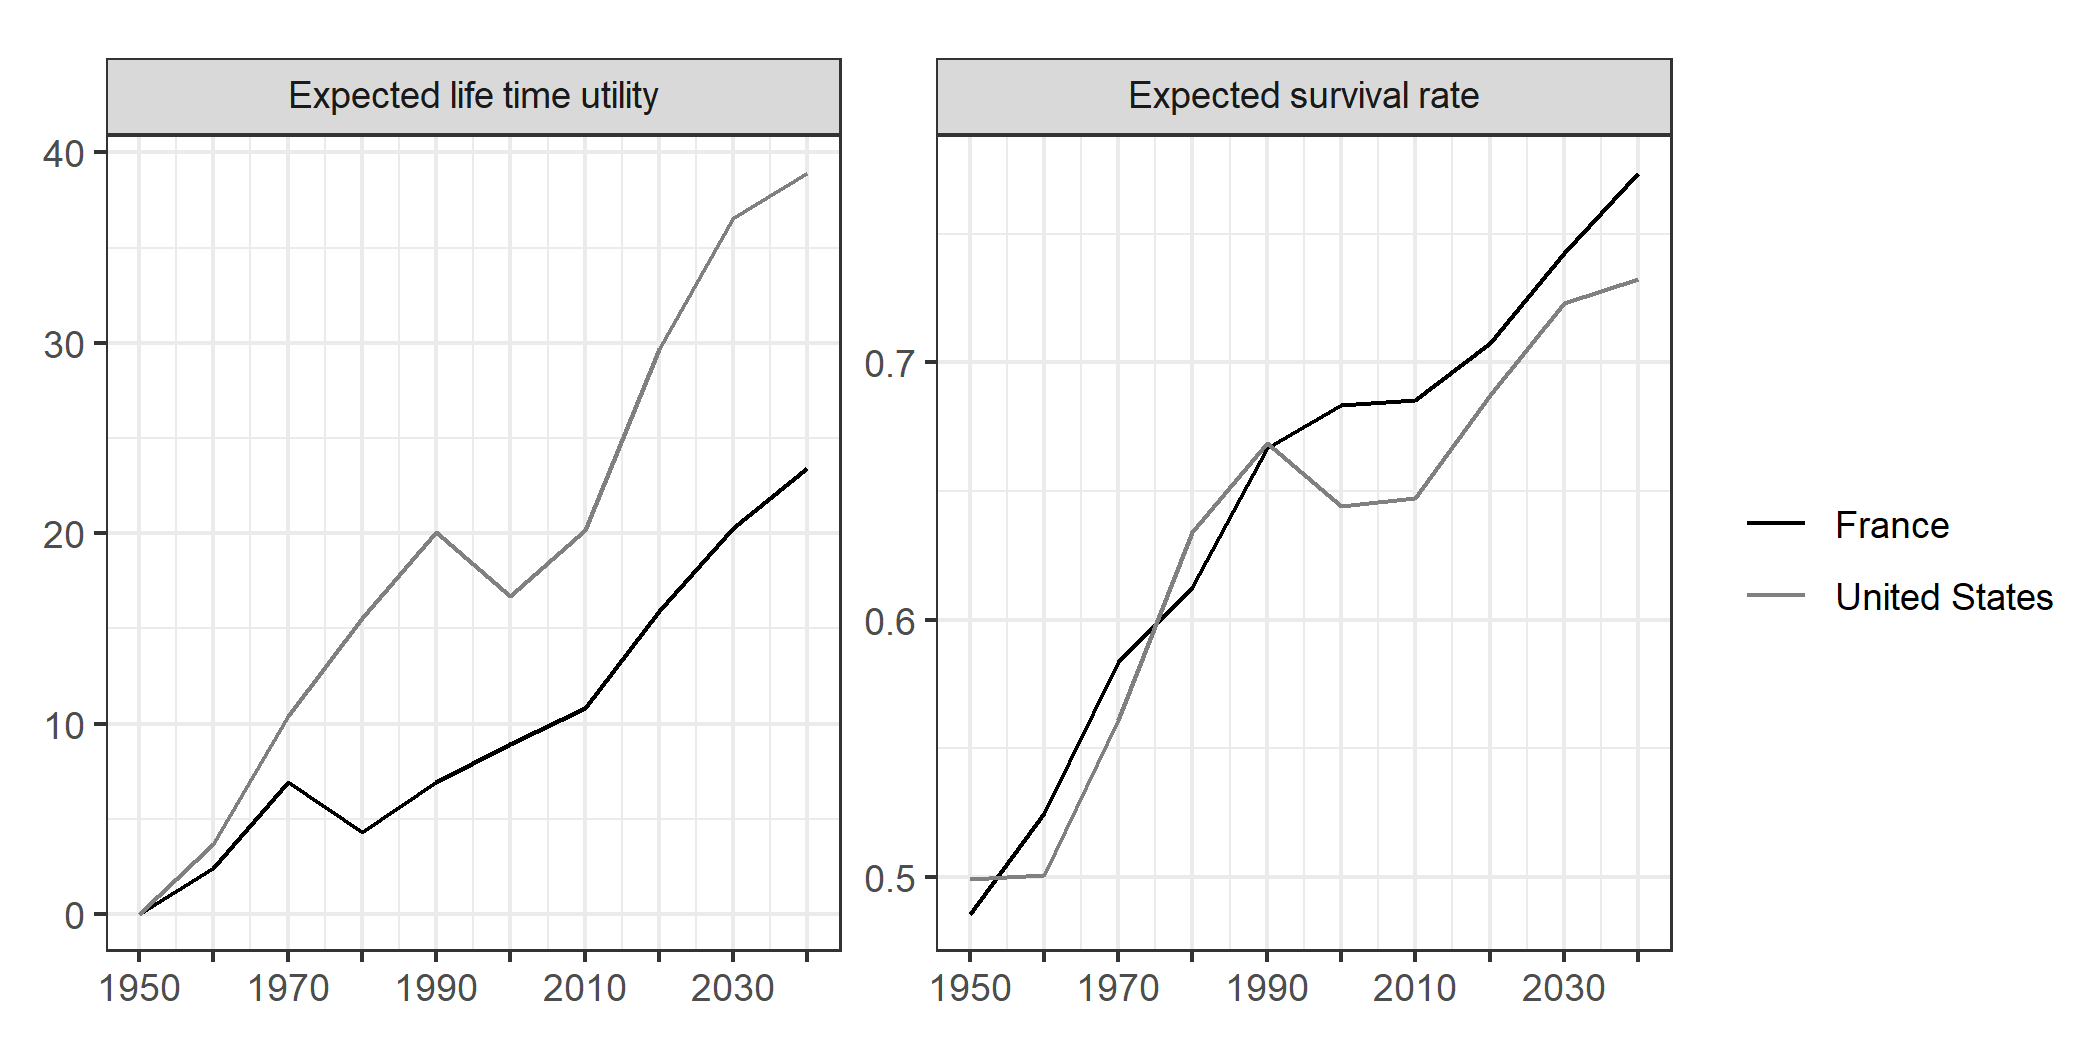 Expected life time utility
40
30
20
10
0
1950 1970 1990 2010 2030
Expected survival rate
0.7
0.6
0.5
1950 1970 1990 2010 2030
France
United States